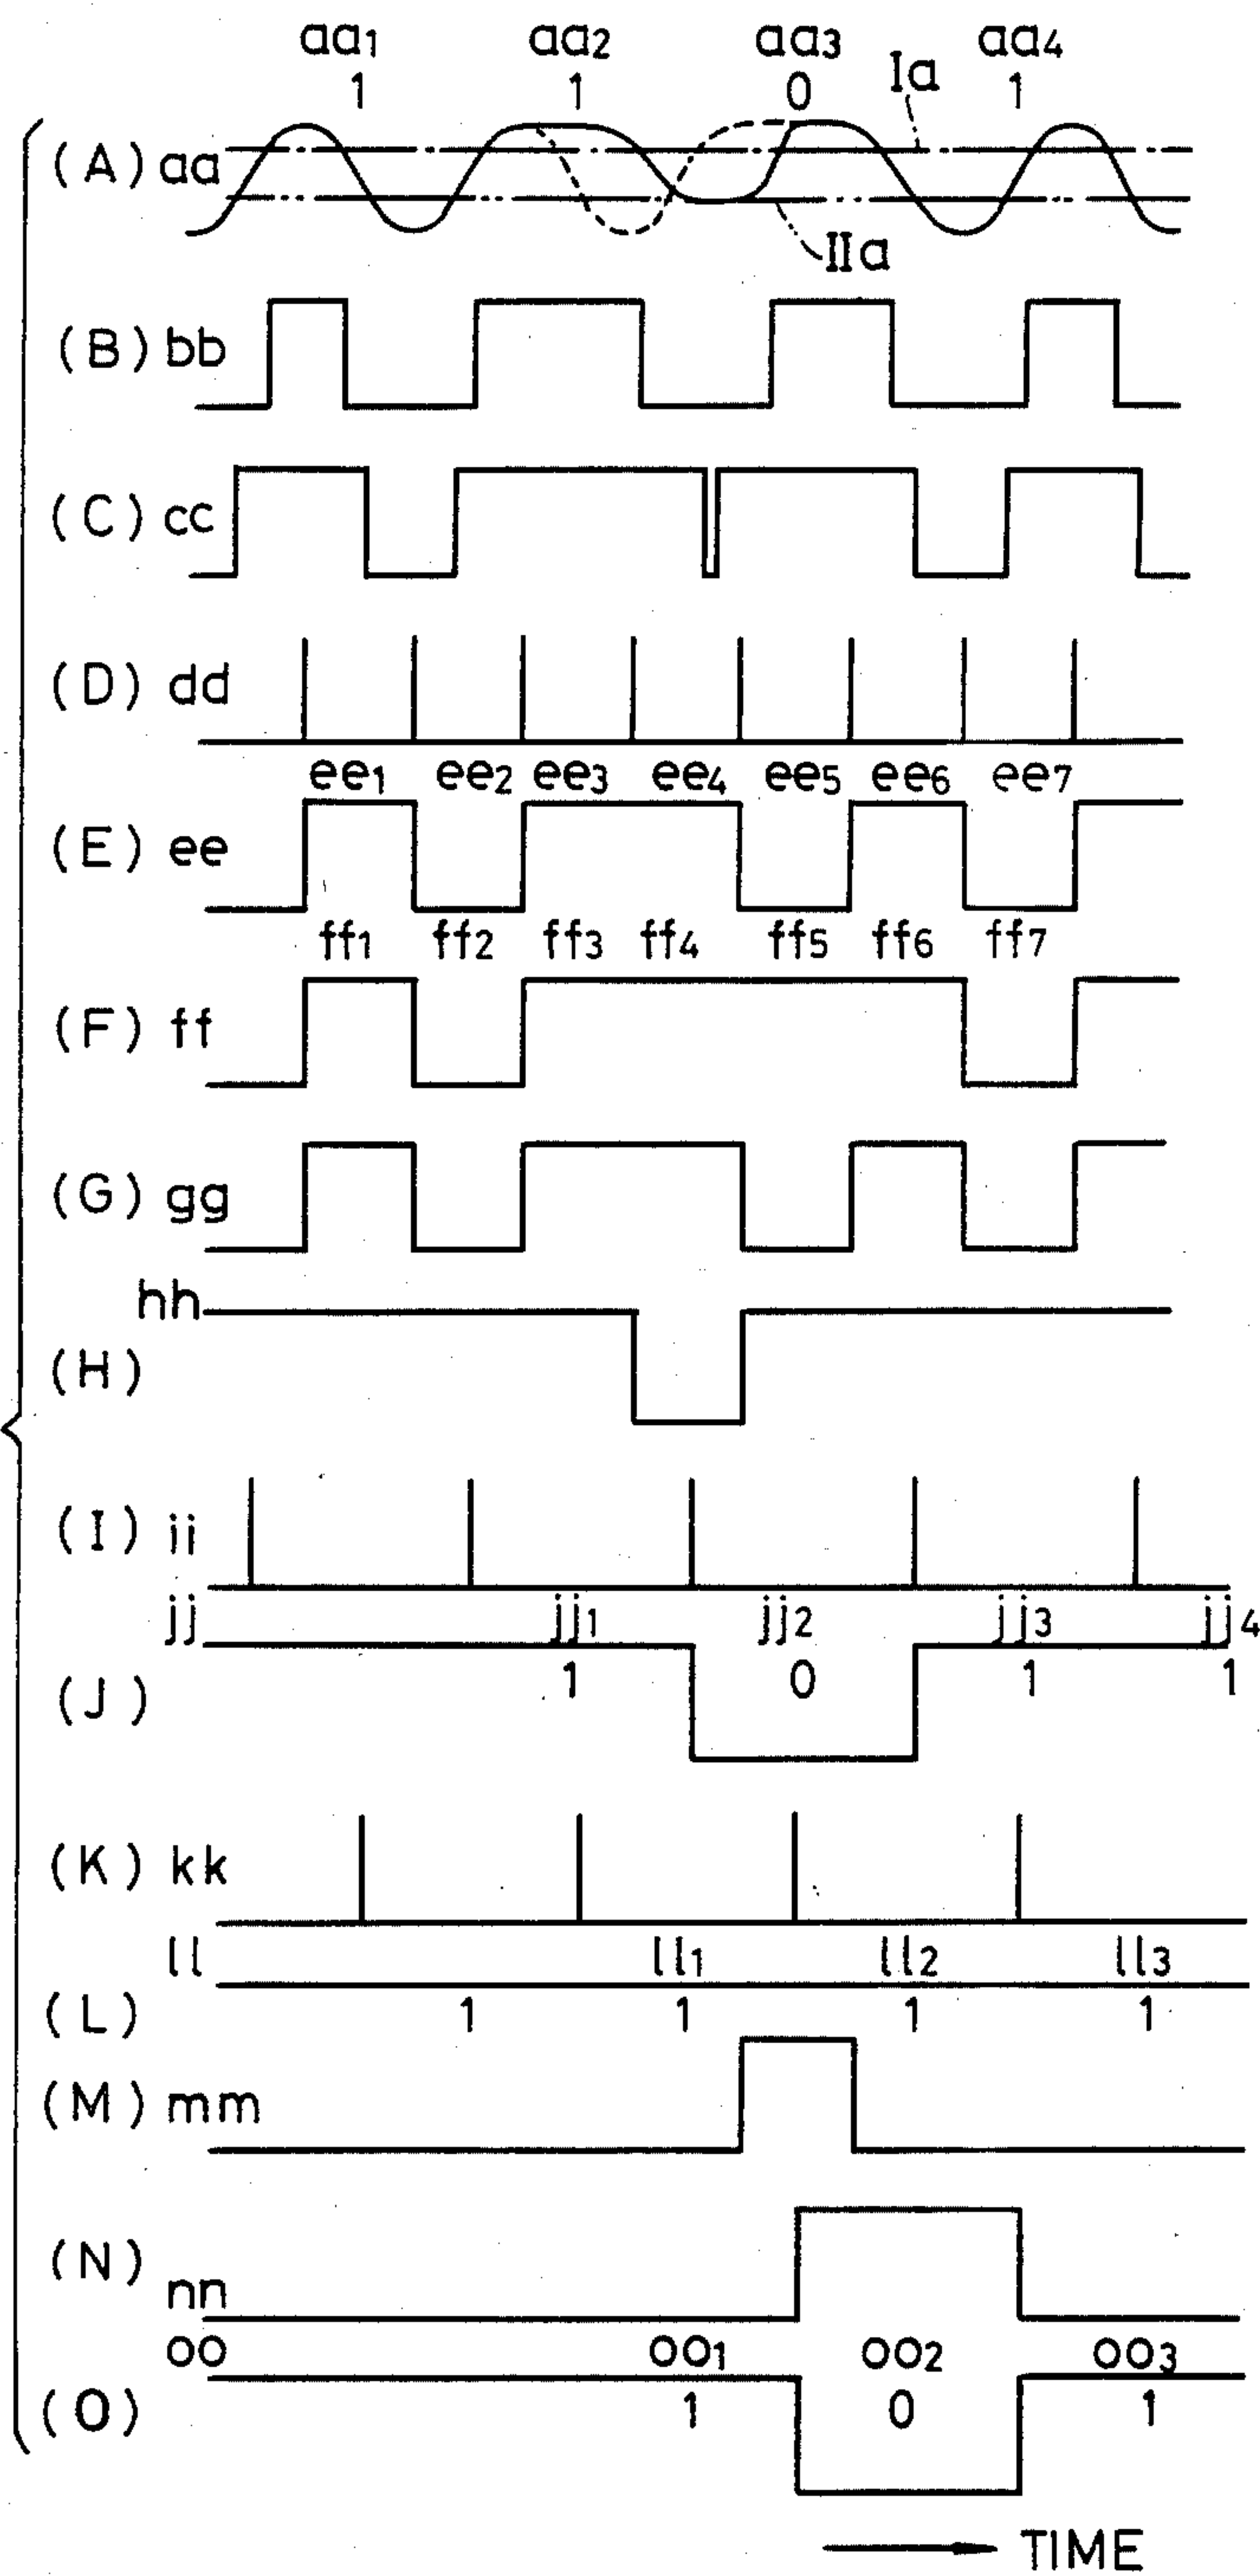 aa1 aa2 aa3 aa4
1 1 0 1
Ia
(A) aa
IIa
(B) bb
(C) cc
(D) dd
ee1 ee2 ee3 ee4 ee5 ee6 ee7
(E) ee
ff1 ff2 ff3 ff4 ff5 ff6 ff7
(F) ff
(G) gg
hh
(H)
(I) ii
jj jj1 jj2 jj3 jj4
1 0 1 1
(J)
(K) kk
ll ll1 ll2 ll3
(L) 1 1 1 1
(M) mm
(N)
nn
oo oo1 oo2 oo3
(O) 1 0 1
TIME